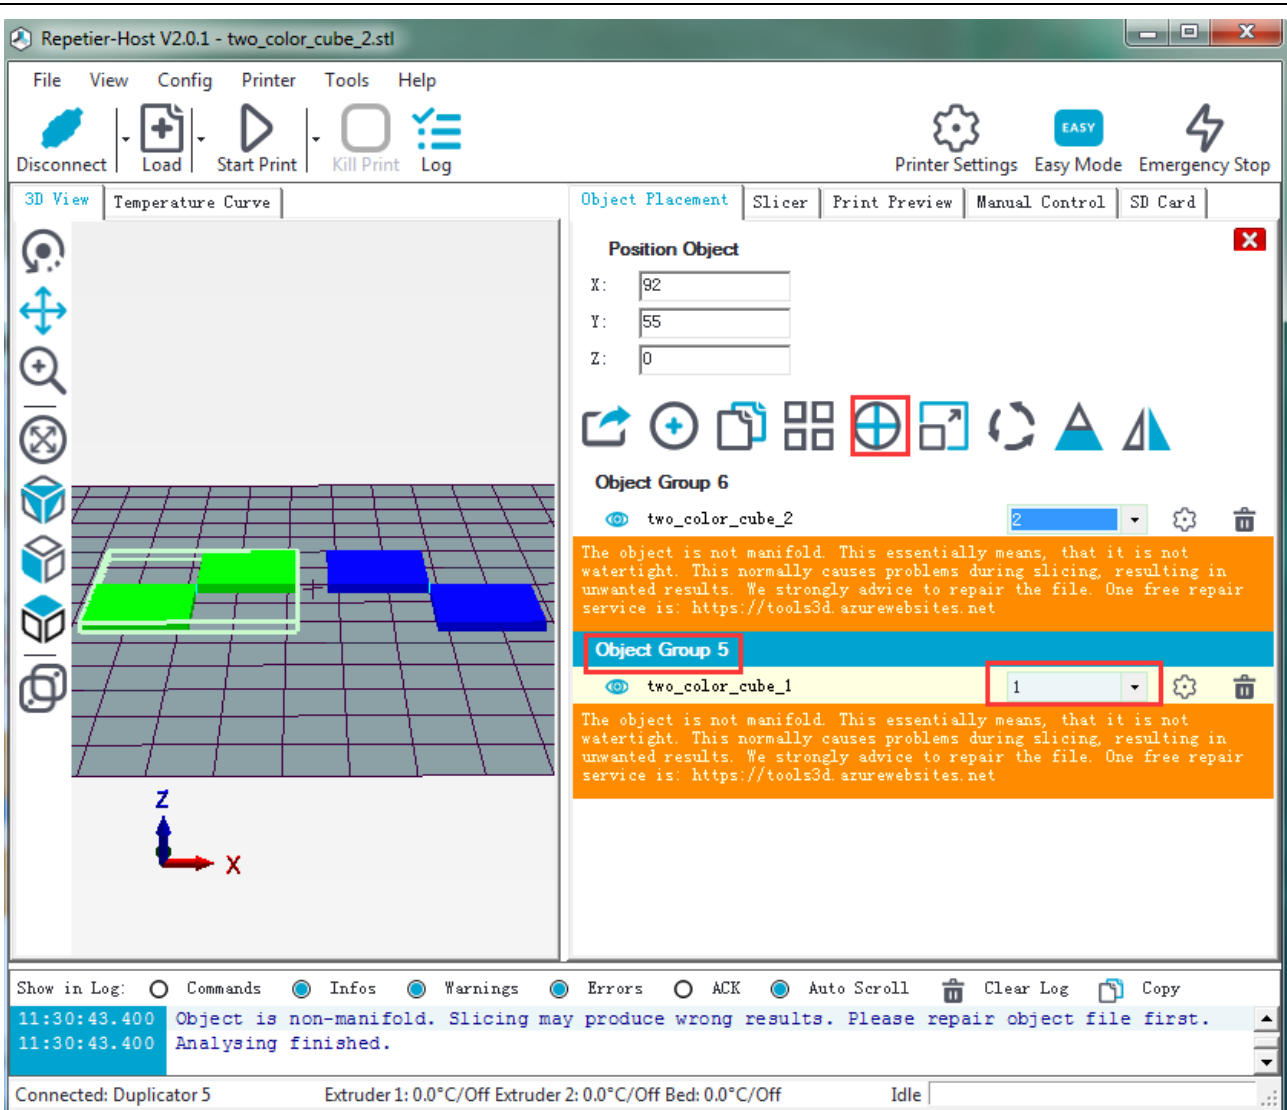 Repetier-Host V2.0.1 - two_color_cube_2.stl
File View Config Printer Tools Help
EASY
Disconnect Load Start Print Kill Print Log Printer Settings Easy Mode Emergency Stop
3D View Temperature Curve Object Placement Slicer Print Preview Manual Control SD Card
Position Object
X: 92
Y: 55
Z: 0
Object Group 6
two_color_cube_2 2
The object is not manifold. This essentially means, that it is not
watertight. This normally causes problems during slicing, resulting in
unwanted results. We strongly advice to repair the file. One free repair
service is: https://tools3d.azurewebsites.net
Object Group 5
two_color_cube_1 1
The object is not manifold. This essentially means, that it is not
watertight. This normally causes problems during slicing, resulting in
unwanted results. We strongly advice to repair the file. One free repair
service is: https://tools3d.azurewebsites.net
Z
X
Show in Log: Commands Infos Warnings Errors ACK Auto Scroll Clear Log Copy
11:30:43.400 Object is non-manifold. Slicing may produce wrong results. Please repair object file first.
11:30:43.400 Analysing finished.
Connected: Duplicator 5 Extruder 1: 0.0°C/Off Extruder 2: 0.0°C/Off Bed: 0.0°C/Off Idle